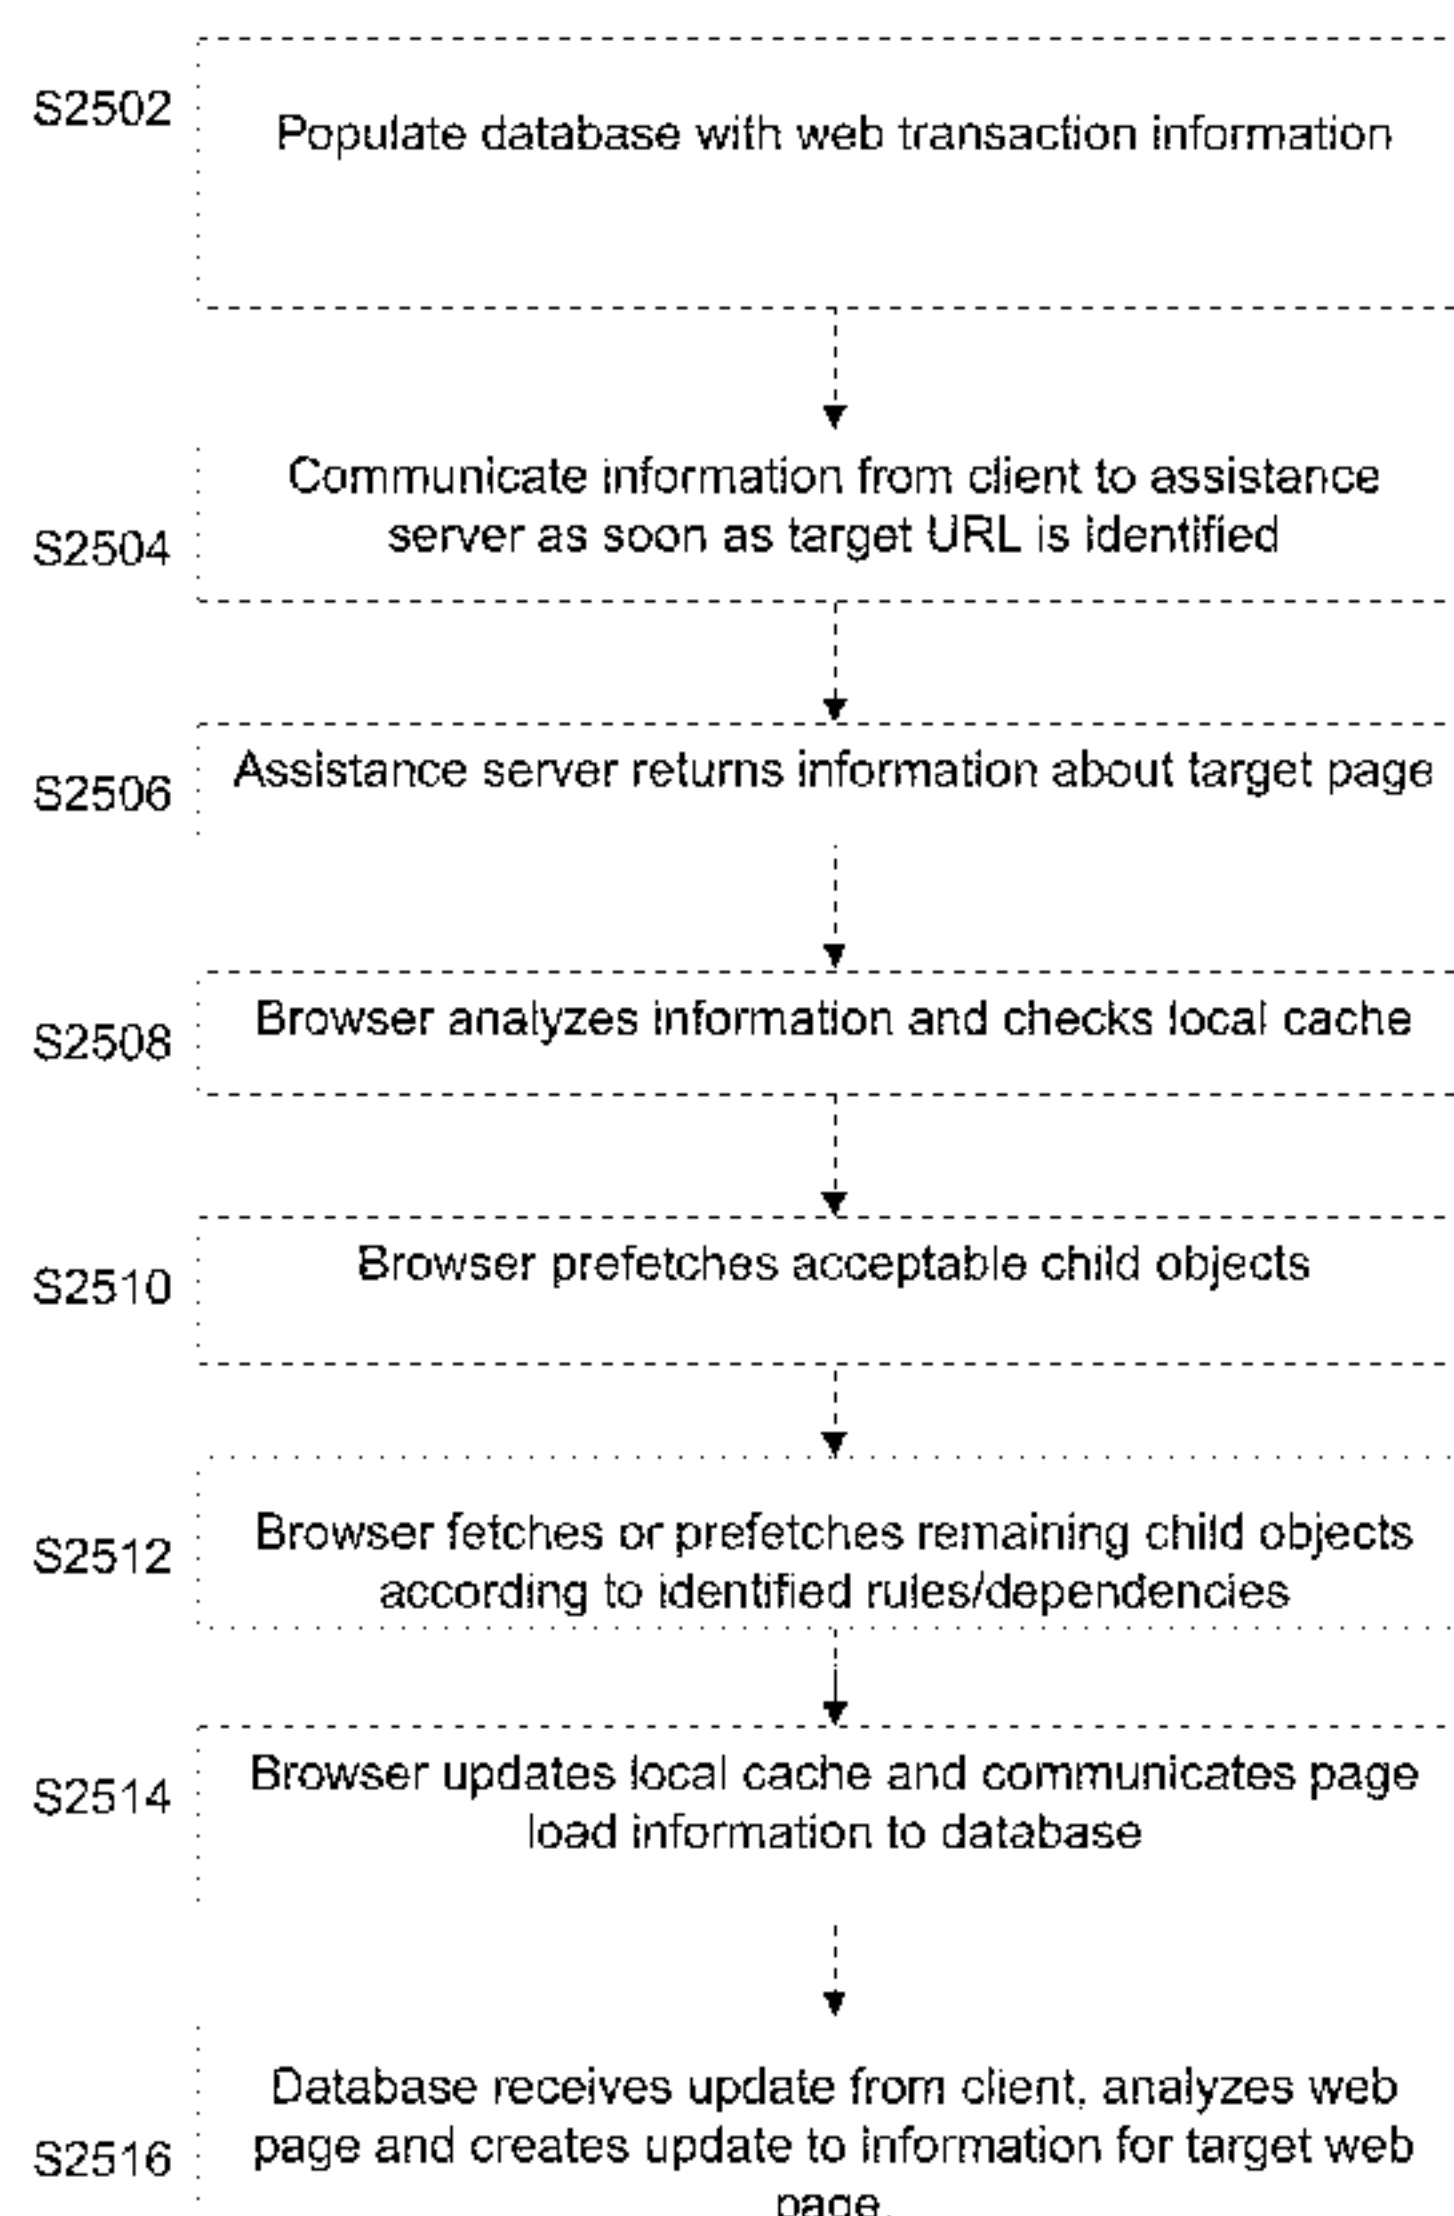 S2502
Populate database with web transaction information
Communicate information from client to assistance
server as soon as target URL is identified
S2504
Assistance server returns information about target page
S2506
Browser analyzes information and checks local cache
S2508
Browser prefetches acceptable child objects
S2510
Browser fetches or prefetches remaining child objects
S2512
according to identified rules/dependencies
Browser updates local cache and communicates page
S2514
load information to database
Database receives update from client, analyzes web
page and creates update to information for target web
S2516
page.